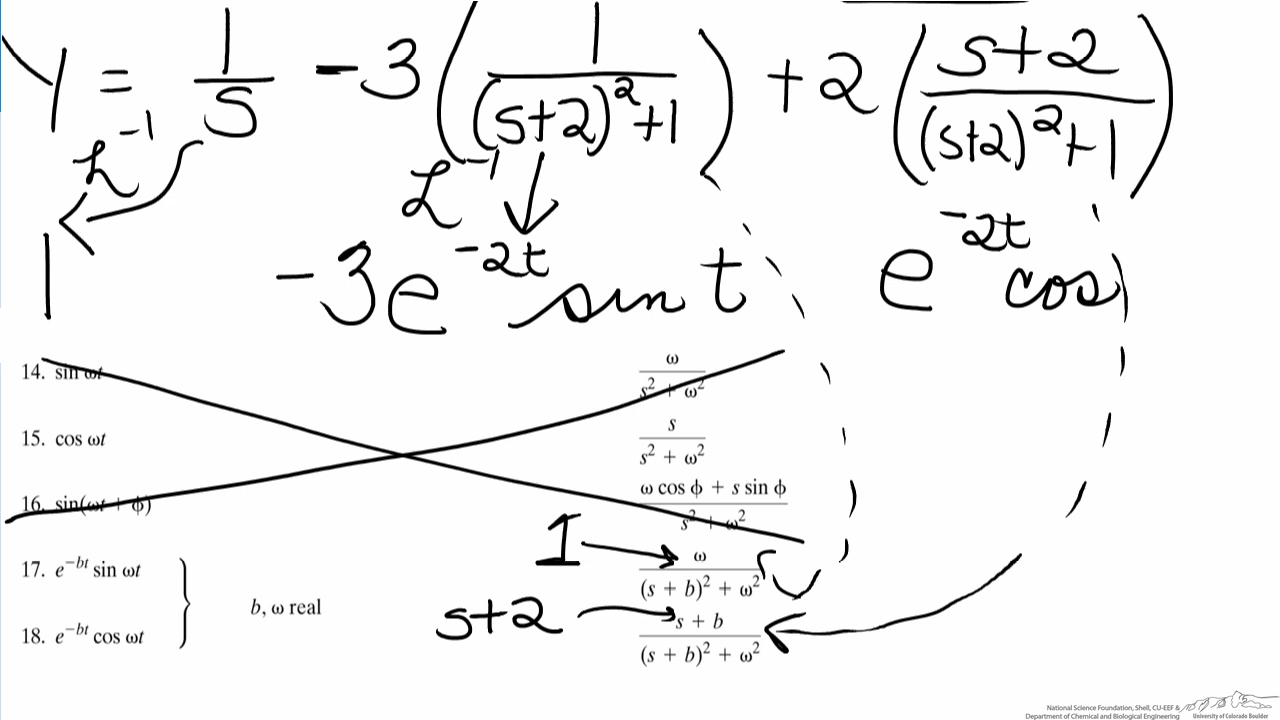 Y = 1/s -3(1/((s+2)²+1)) +2((s+2)/((s+2)²+1))
ℒ⁻¹ ℒ⁻¹
1 -3e⁻²ᵗ sin t e⁻²ᵗ cos
14. sin ωt ω/(s² + ω²)
15. cos ωt s/(s² + ω²)
16. sin(ωt + ϕ) (ω cos ϕ + s sin ϕ)/(s² + ω²)
1
17. e⁻ᵇᵗ sin ωt ω/((s + b)² + ω²)
b, ω real
s+2
18. e⁻ᵇᵗ cos ωt (s + b)/((s + b)² + ω²)
National Science Foundation, Shell, CU-EEF &
Department of Chemical and Biological Engineering University of Colorado Boulder